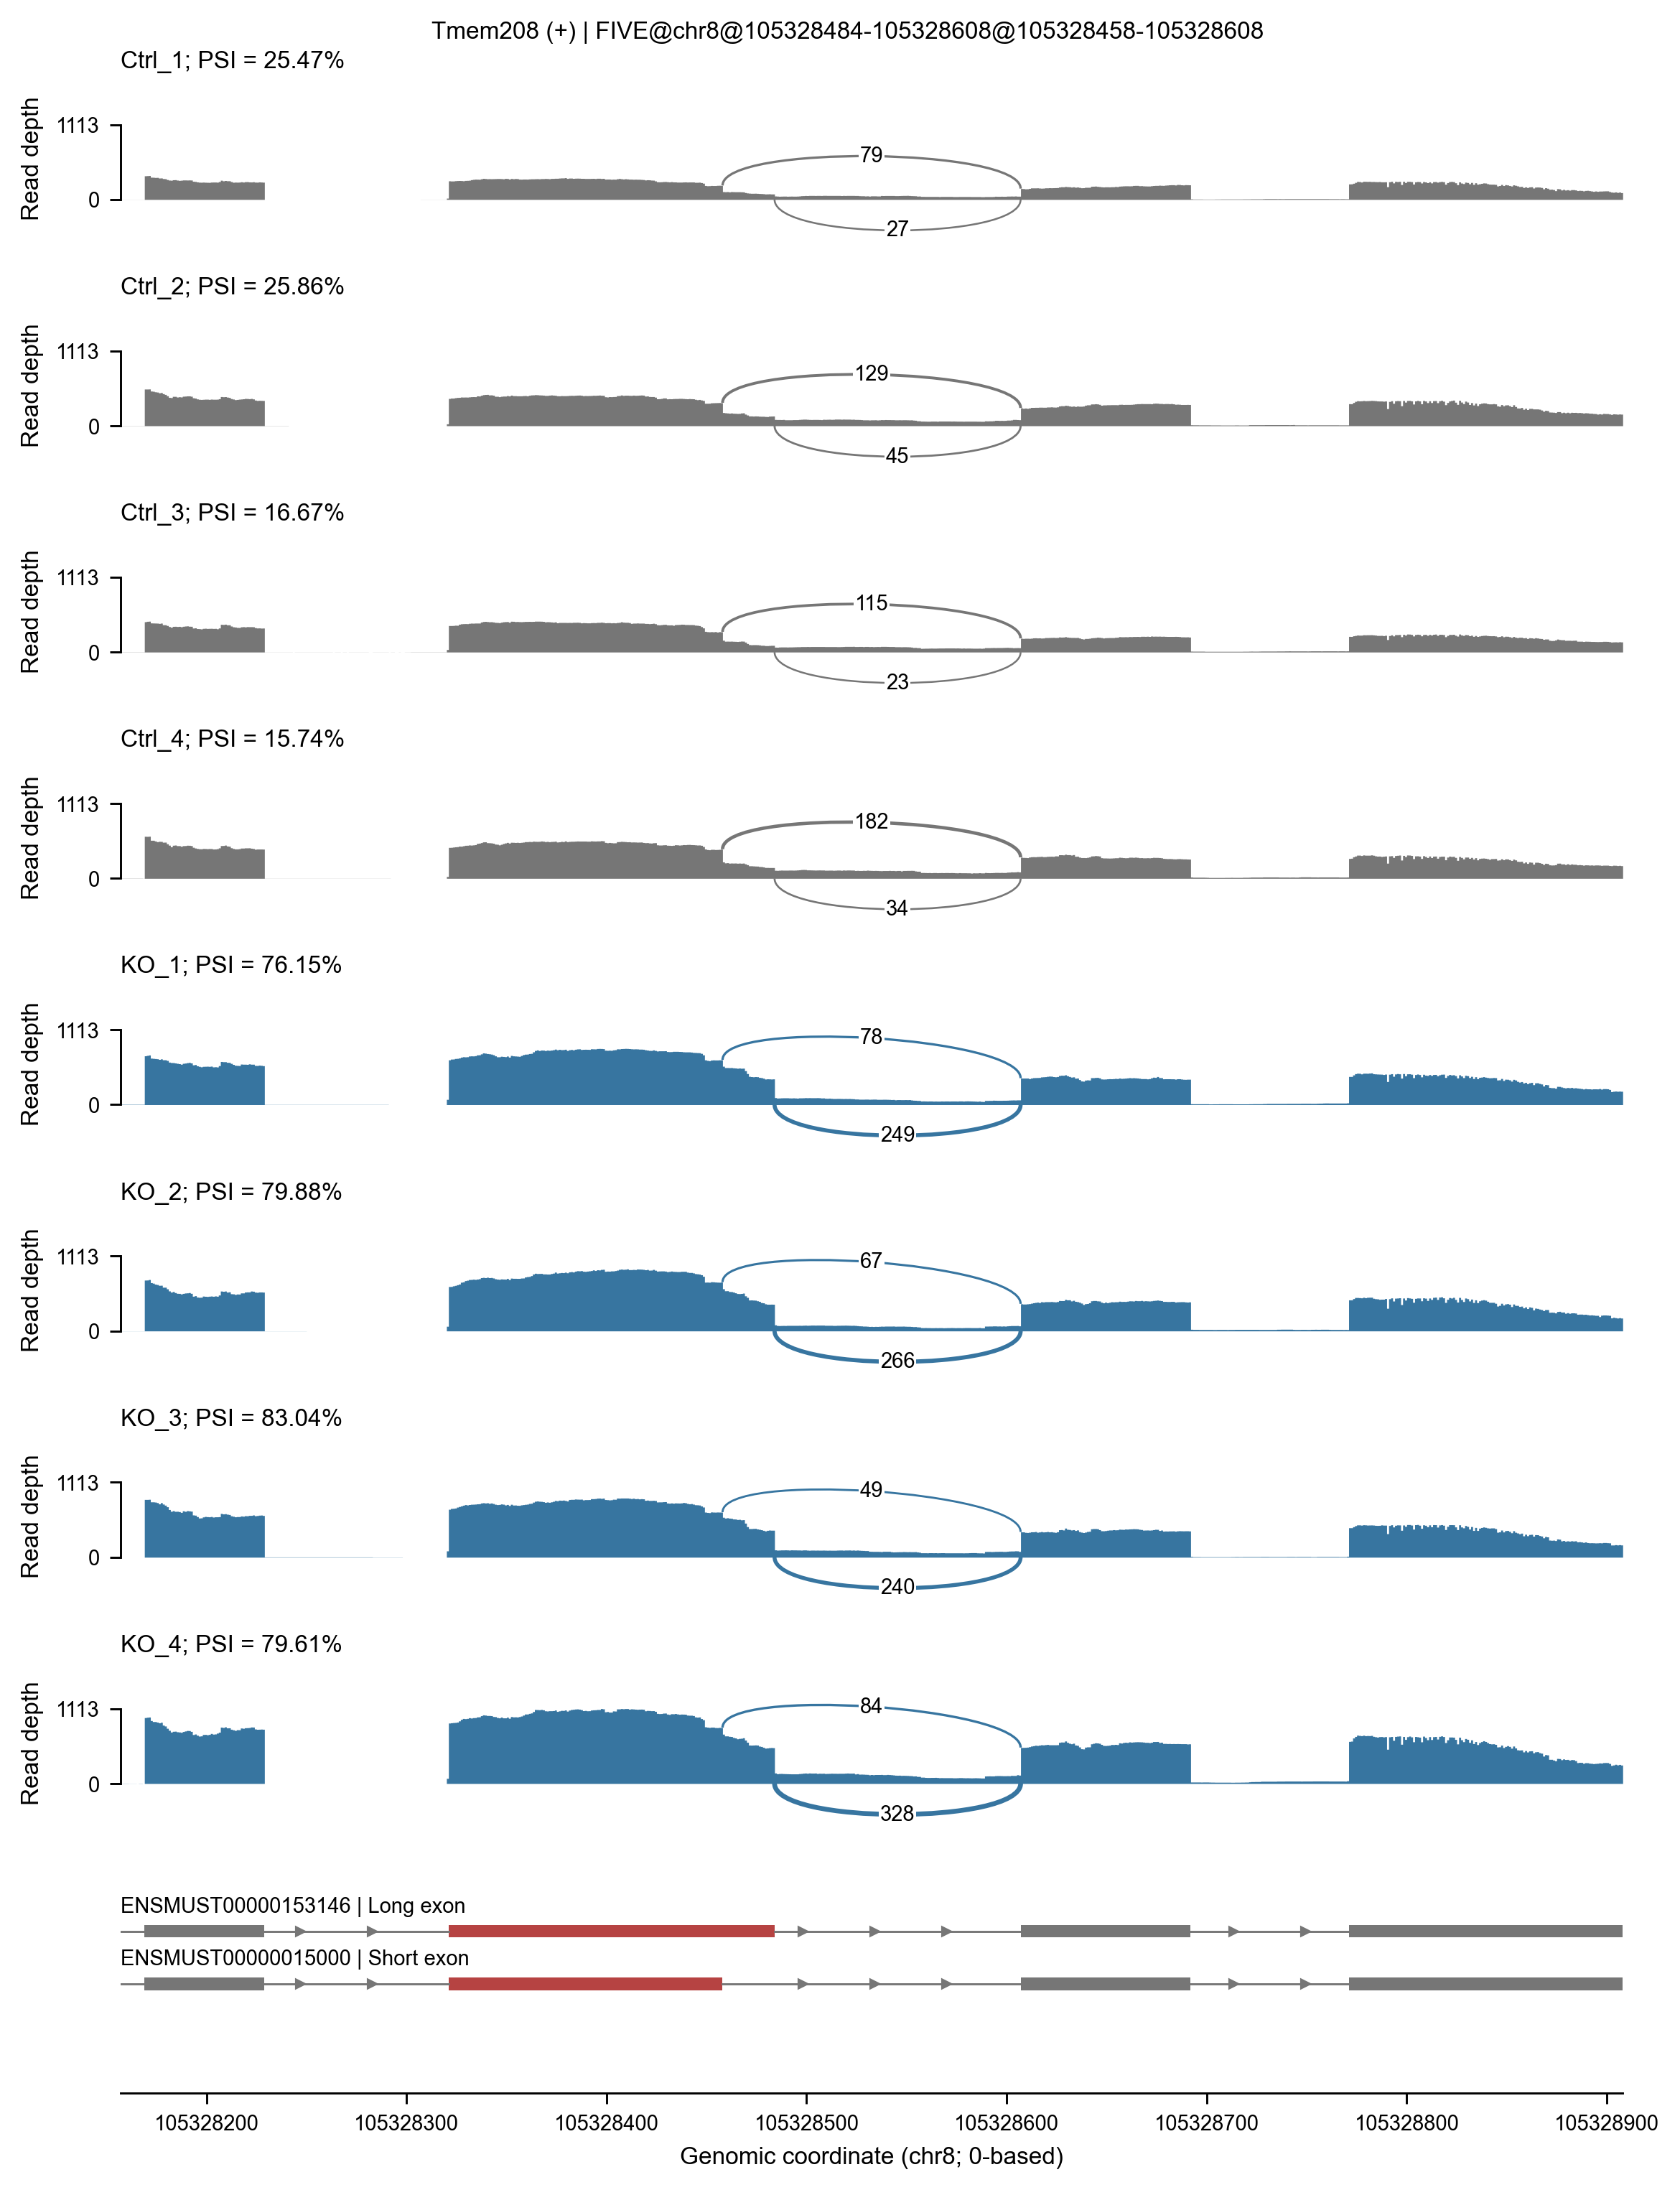 Tmem208 (+) | FIVE@chr8@105328484-105328608@105328458-105328608
Ctrl_1; PSI = 25.47%
Read depth
1113
0
79
27
Ctrl_2; PSI = 25.86%
Read depth
1113
0
129
45
Ctrl_3; PSI = 16.67%
Read depth
1113
0
115
23
Ctrl_4; PSI = 15.74%
Read depth
1113
0
182
34
KO_1; PSI = 76.15%
Read depth
1113
0
78
249
KO_2; PSI = 79.88%
Read depth
1113
0
67
266
KO_3; PSI = 83.04%
Read depth
1113
0
49
240
KO_4; PSI = 79.61%
Read depth
1113
0
84
328
ENSMUST00000153146 | Long exon
ENSMUST00000015000 | Short exon
105328200 105328300 105328400 105328500 105328600 105328700 105328800 105328900
Genomic coordinate (chr8; 0-based)